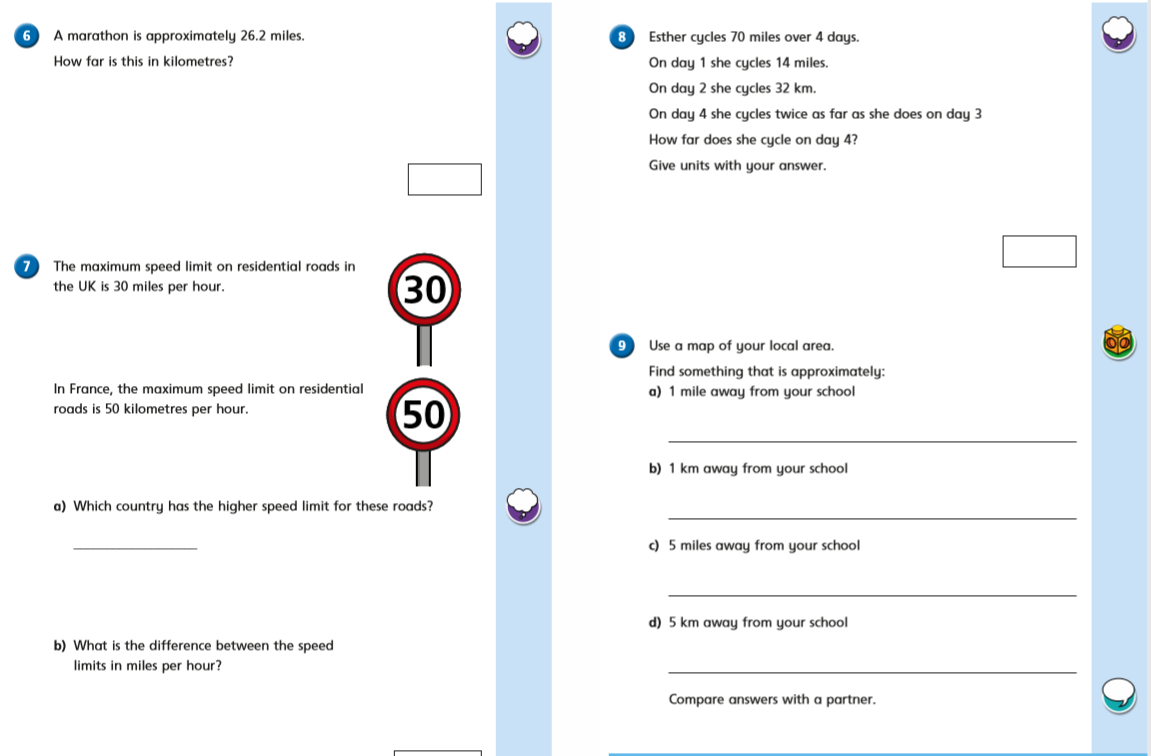 6
A marathon is approximately 26.2 miles.
How far is this in kilometres?
7
The maximum speed limit on residential roads in
the UK is 30 miles per hour.
30
In France, the maximum speed limit on residential
roads is 50 kilometres per hour.
50
a) Which country has the higher speed limit for these roads?
b) What is the difference between the speed
limits in miles per hour?
8
Esther cycles 70 miles over 4 days.
On day 1 she cycles 14 miles.
On day 2 she cycles 32 km.
On day 4 she cycles twice as far as she does on day 3
How far does she cycle on day 4?
Give units with your answer.
9
Use a map of your local area.
Find something that is approximately:
a) 1 mile away from your school
b) 1 km away from your school
c) 5 miles away from your school
d) 5 km away from your school
Compare answers with a partner.